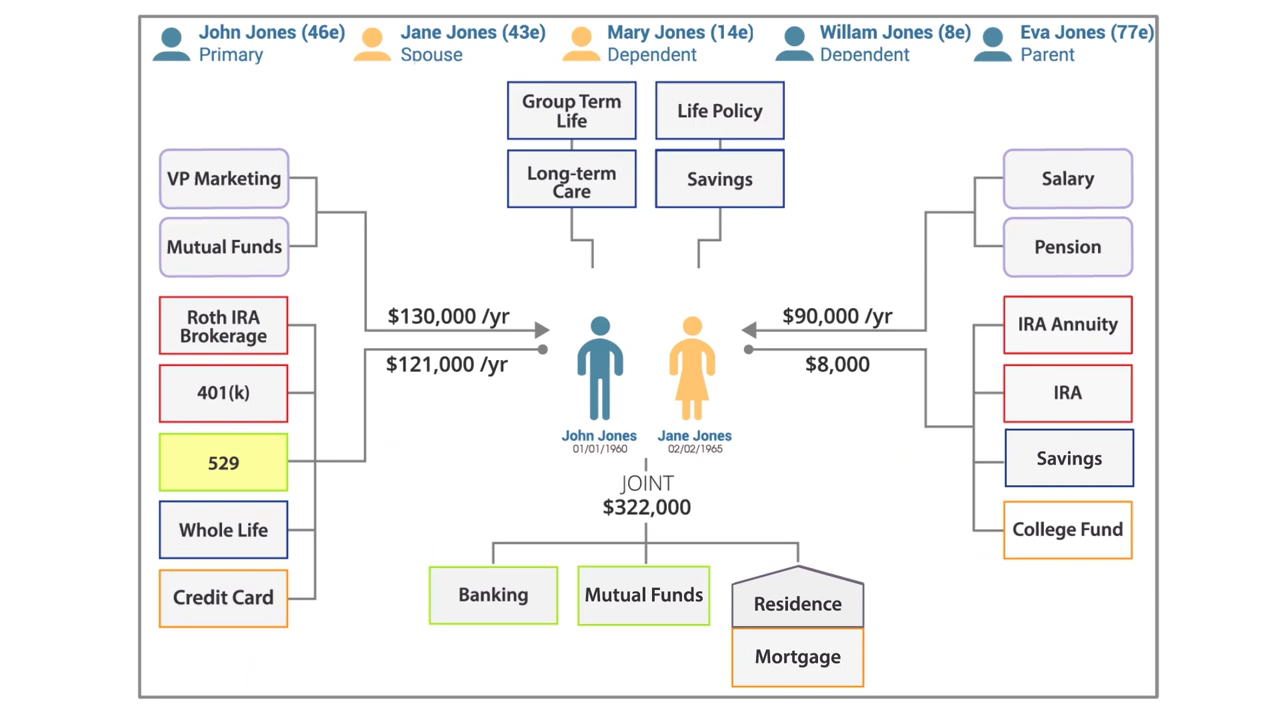 John Jones (46e)
Primary
Jane Jones (43e)
Spouse
Mary Jones (14e)
Dependent
Willam Jones (8e)
Dependent
Eva Jones (77e)
Parent
Group Term
Life
Life Policy
Long-term
Care
Savings
VP Marketing
Mutual Funds
Salary
Pension
Roth IRA
Brokerage
401(k)
529
Whole Life
Credit Card
$130,000 /yr
$121,000 /yr
$90,000 /yr
$8,000
IRA Annuity
IRA
Savings
College Fund
John Jones
01/01/1960
Jane Jones
02/02/1965
JOINT
$322,000
Banking
Mutual Funds
Residence
Mortgage